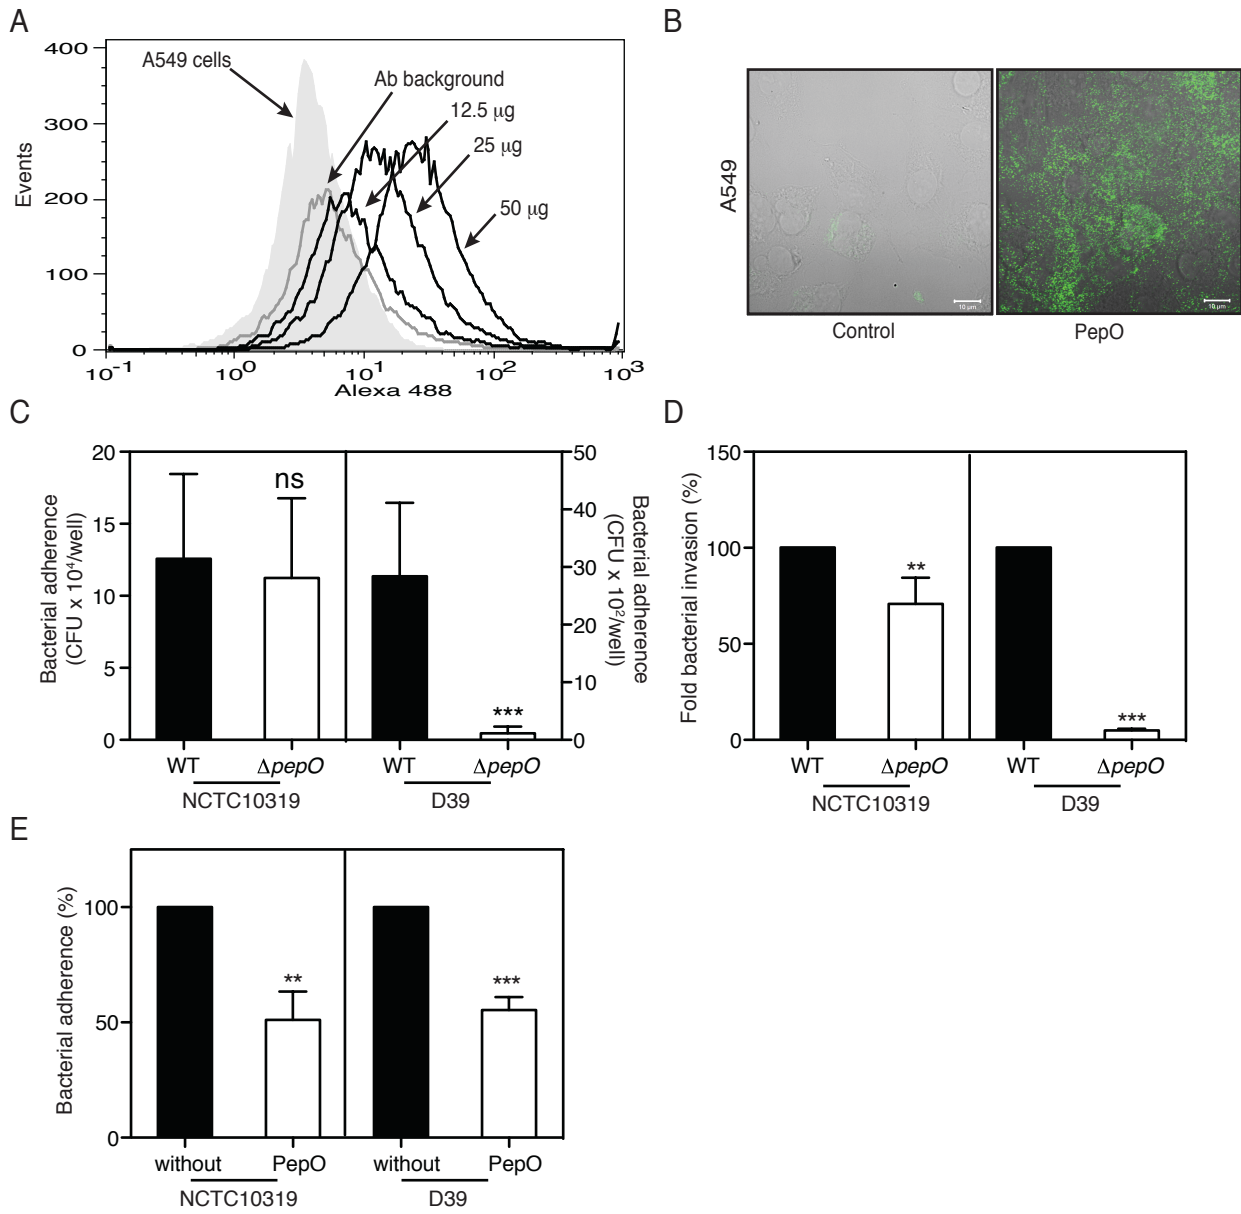 A
400
300
200
100
0
Events
A549 cells
Ab background
12.5 µg
25 µg
50 µg
10-1
100
101
102
103
Alexa 488
B
A549
10 µm
10 µm
Control
PepO
C
20
15
10
5
0
Bacterial adherence
(CFU x 10⁴/well)
ns
***
50
40
30
20
10
0
Bacterial adherence
(CFU x 10²/well)
WT
ΔpepO
WT
ΔpepO
NCTC10319
D39
D
150
100
50
0
Fold bacterial invasion (%)
**
***
WT
ΔpepO
WT
ΔpepO
NCTC10319
D39
E
100
50
0
Bacterial adherence (%)
**
***
without
PepO
without
PepO
NCTC10319
D39